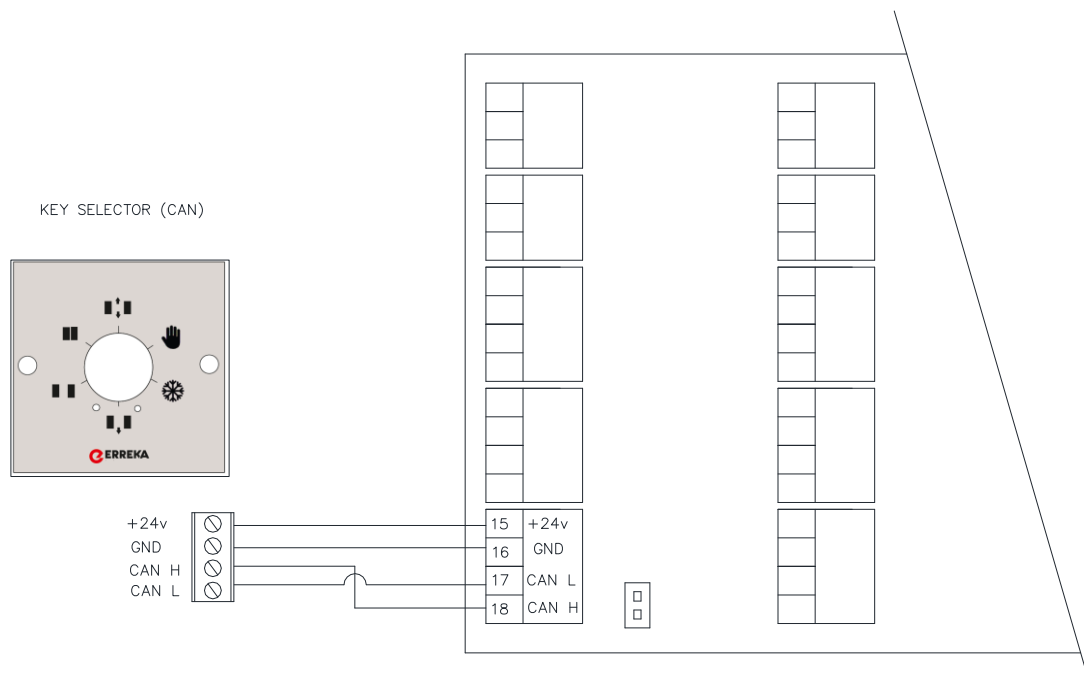 KEY SELECTOR (CAN)
ERREKA
+24v
GND
CAN H
CAN L
15 +24v
16 GND
17 CAN L
18 CAN H